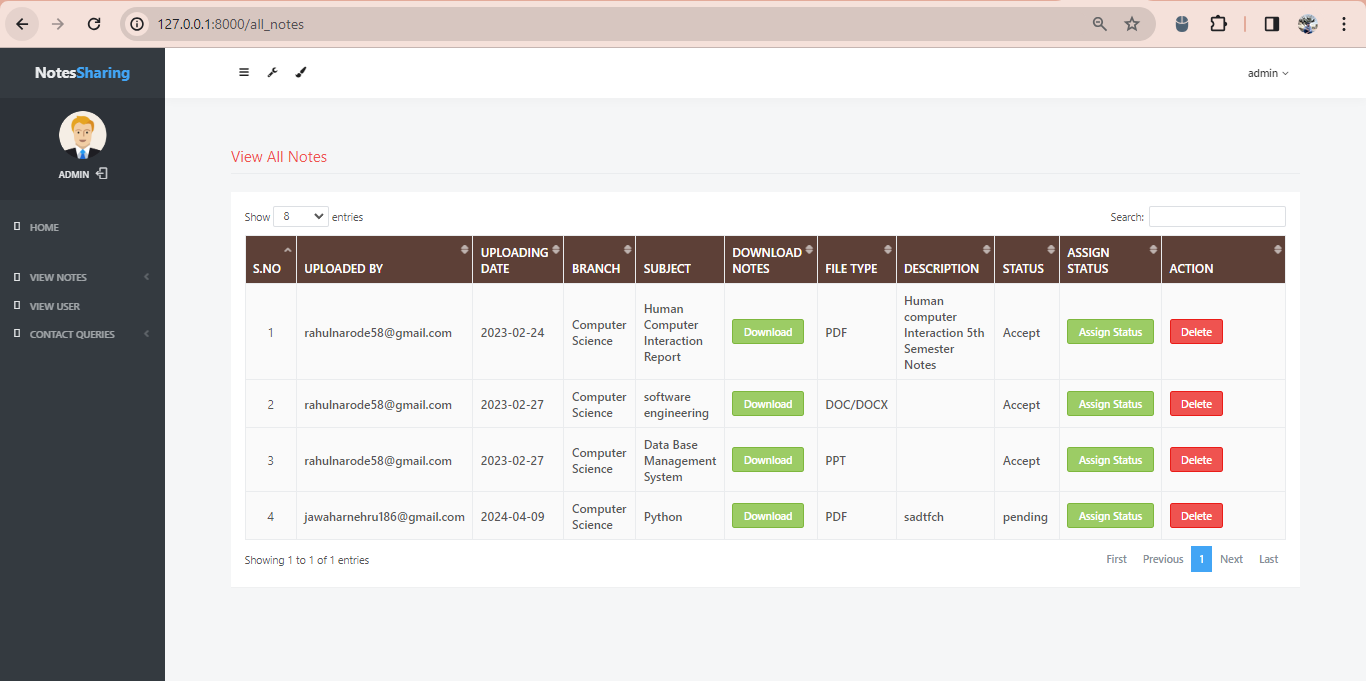 127.0.0.1:8000/all_notes
NotesSharing
admin
ADMIN
HOME
VIEW NOTES
VIEW USER
CONTACT QUERIES
View All Notes
Show 8 entries
Search:
S.NO UPLOADED BY UPLOADING DATE BRANCH SUBJECT DOWNLOAD NOTES FILE TYPE DESCRIPTION STATUS ASSIGN STATUS ACTION
1 rahulnarode58@gmail.com 2023-02-24 Computer Science Human Computer Interaction Report Download PDF Human computer Interaction 5th Semester Notes Accept Assign Status Delete
2 rahulnarode58@gmail.com 2023-02-27 Computer Science software engineering Download DOC/DOCX Accept Assign Status Delete
3 rahulnarode58@gmail.com 2023-02-27 Computer Science Data Base Management System Download PPT Accept Assign Status Delete
4 jawaharnehru186@gmail.com 2024-04-09 Computer Science Python Download PDF sadtfch pending Assign Status Delete
Showing 1 to 1 of 1 entries
First Previous 1 Next Last